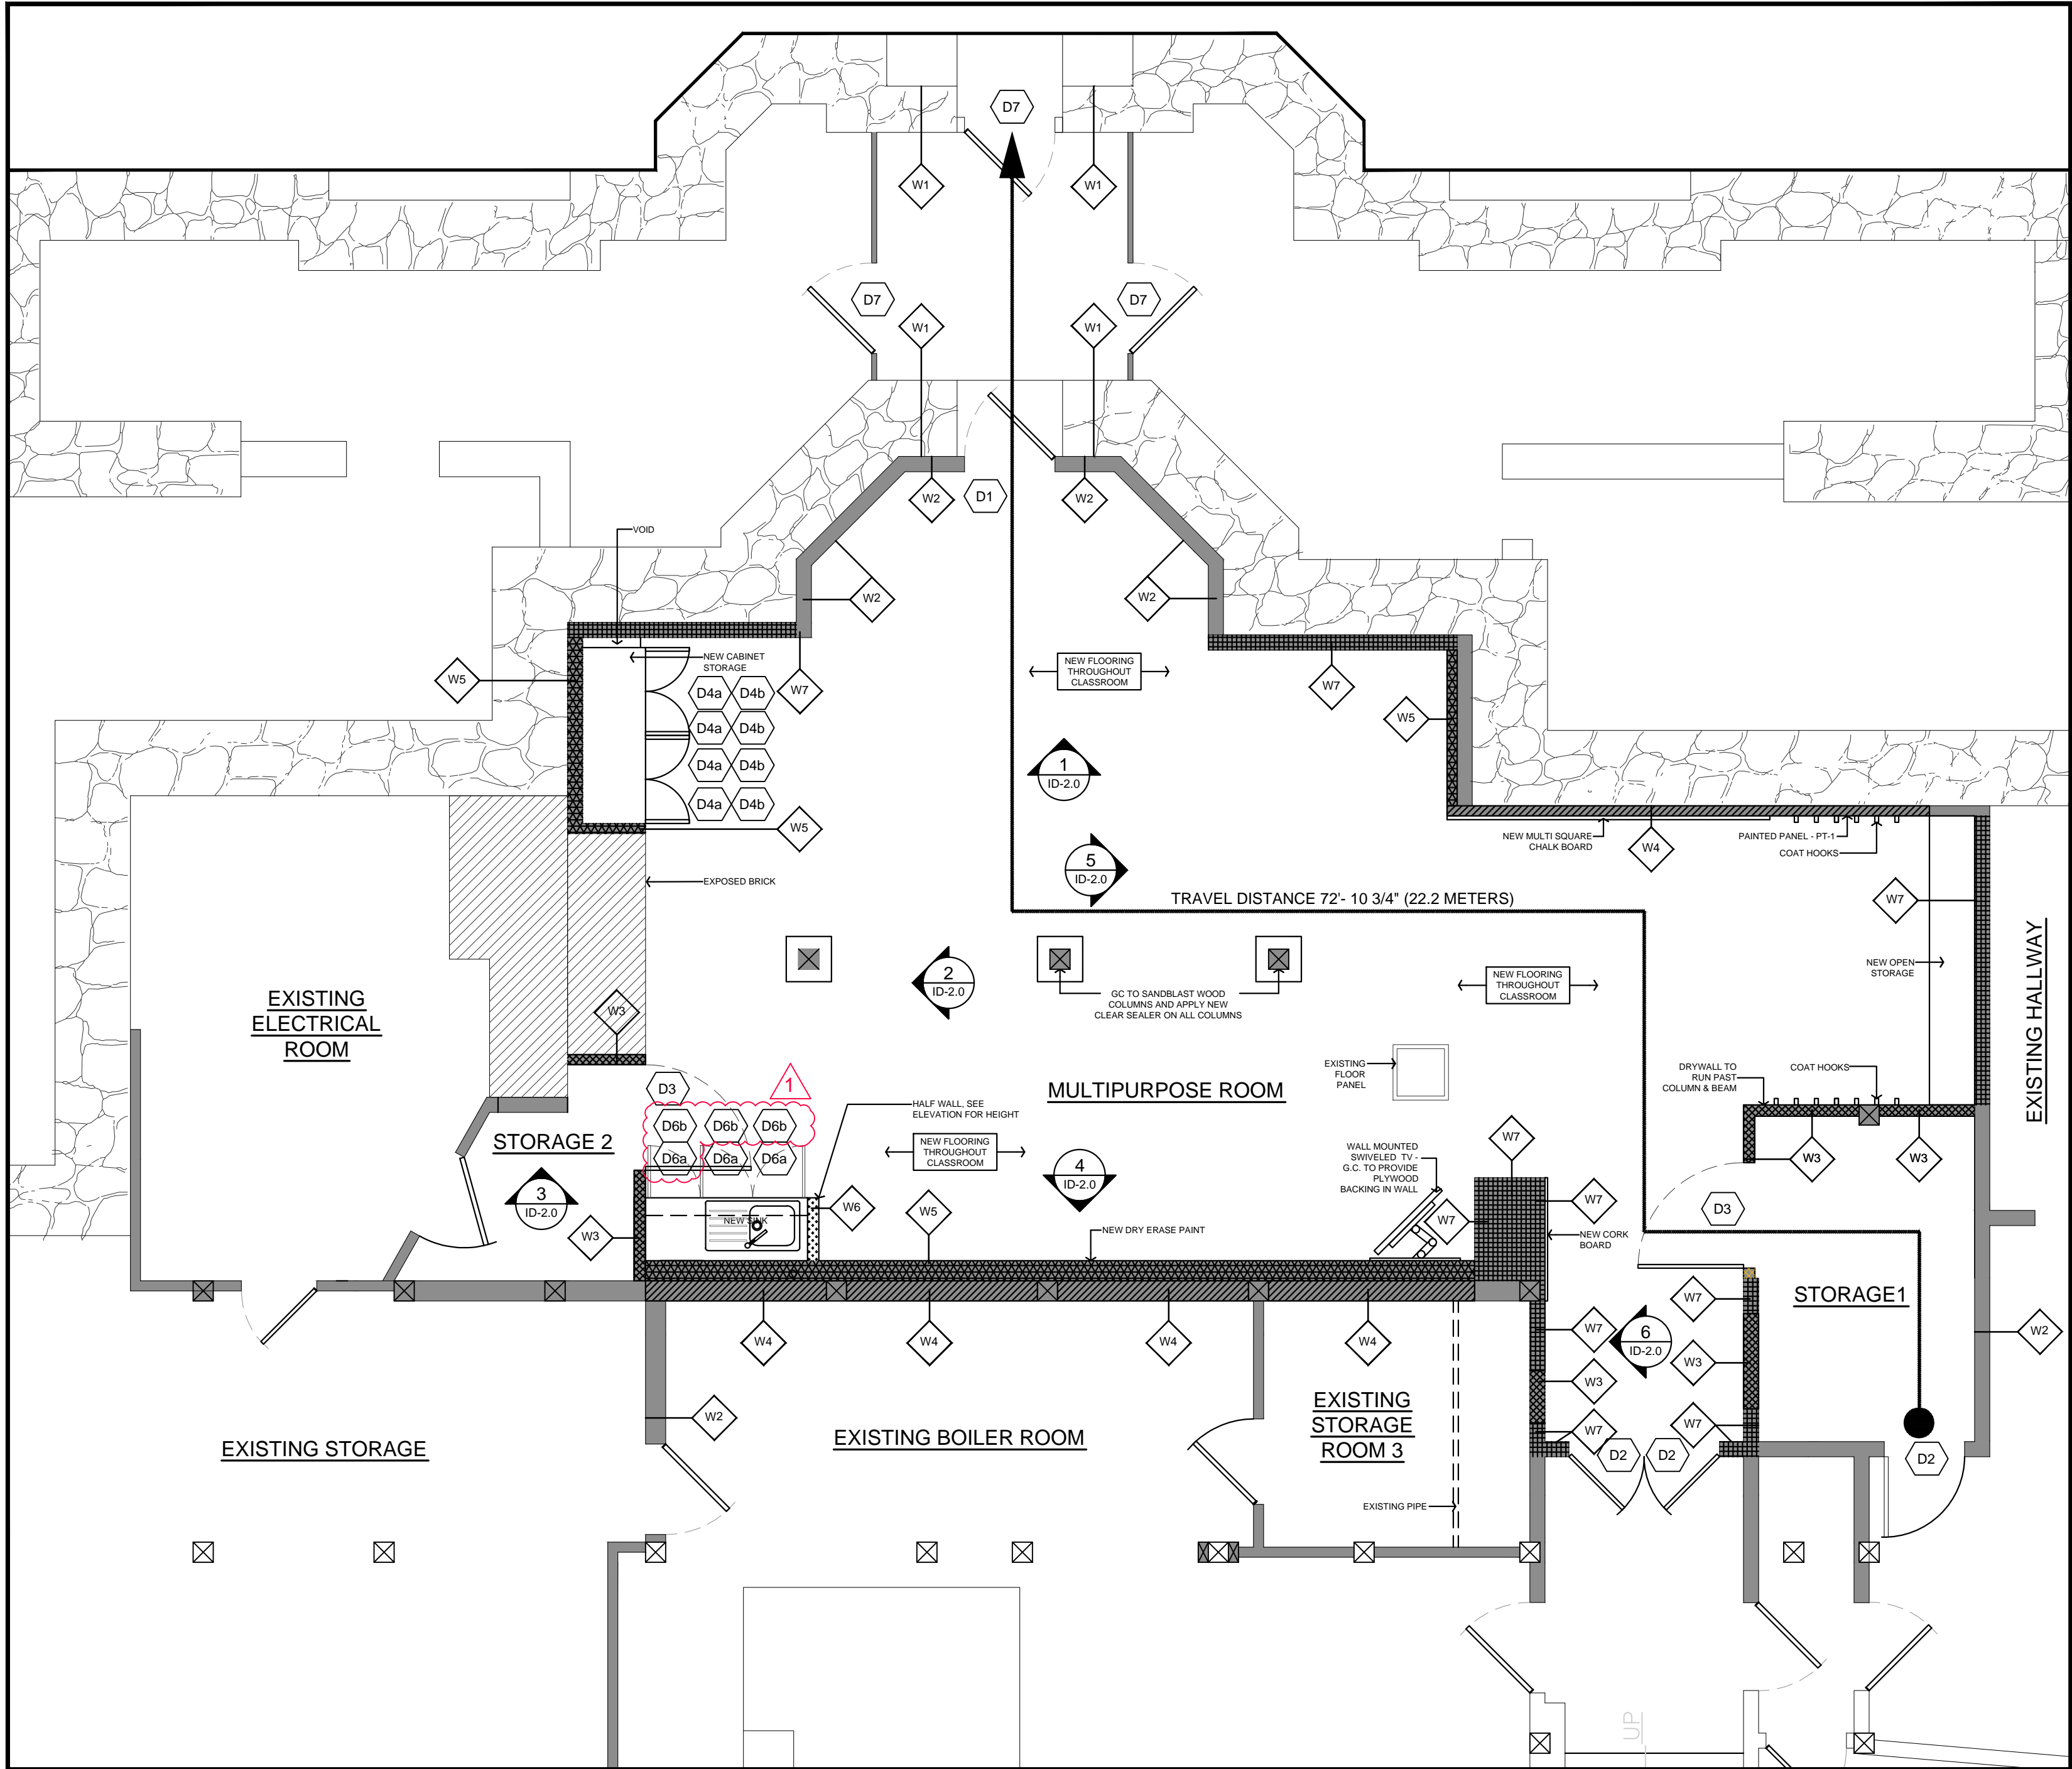 D7
W1
W1
D7
D7
W1
W1
W2
D1
W2
VOID
W2
W2
NEW CABINET
STORAGE
W5
W7
D4a
D4b
D4a
D4b
D4a
D4b
D4a
D4b
W5
NEW FLOORING
THROUGHOUT
CLASSROOM
W7
W5
1
ID-2.0
NEW MULTI SQUARE
CHALK BOARD
W4
PAINTED PANEL - PT-1
COAT HOOKS
5
ID-2.0
EXPOSED BRICK
TRAVEL DISTANCE 72'- 10 3/4" (22.2 METERS)
W7
NEW OPEN
STORAGE
EXISTING HALLWAY
2
ID-2.0
GC TO SANDBLAST WOOD
COLUMNS AND APPLY NEW
CLEAR SEALER ON ALL COLUMNS
NEW FLOORING
THROUGHOUT
CLASSROOM
EXISTING
ELECTRICAL
ROOM
W3
EXISTING
FLOOR
PANEL
DRYWALL TO
RUN PAST
COLUMN & BEAM
COAT HOOKS
D3
1
MULTIPURPOSE ROOM
HALF WALL, SEE
ELEVATION FOR HEIGHT
D6b
D6b
D6b
D6a
D6a
D6a
STORAGE 2
NEW FLOORING
THROUGHOUT
CLASSROOM
4
ID-2.0
WALL MOUNTED
SWIVELED TV -
G.C. TO PROVIDE
PLYWOOD
BACKING IN WALL
W7
W3
W3
3
ID-2.0
W3
NEW SINK
W6
W5
NEW DRY ERASE PAINT
W7
W7
NEW CORK
BOARD
D3
STORAGE1
W7
W7
W2
6
ID-2.0
W4
W4
W4
W4
W3
W3
W7
W7
D2
D2
D2
W2
EXISTING STORAGE
EXISTING BOILER ROOM
EXISTING
STORAGE
ROOM 3
EXISTING PIPE
UP